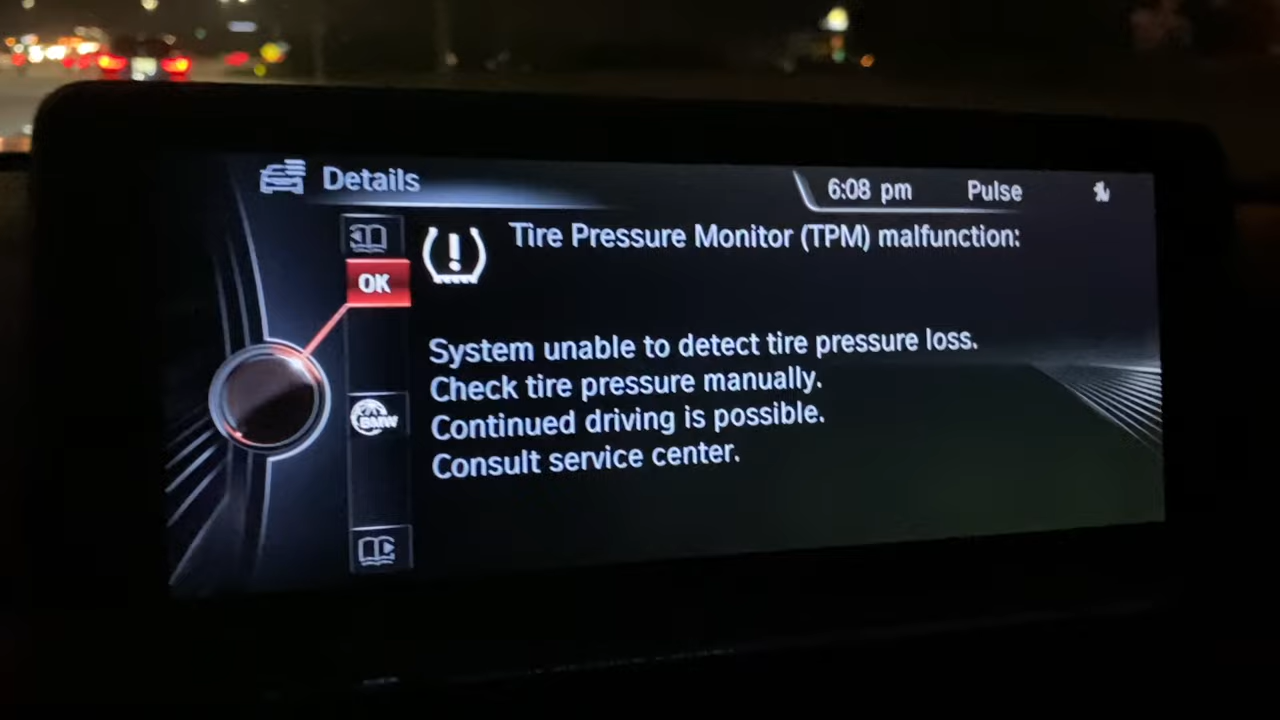 Details
6:08 pm
Pulse
Tire Pressure Monitor (TPM) malfunction:
OK
System unable to detect tire pressure loss.
Check tire pressure manually.
BMW
Continued driving is possible.
Consult service center.